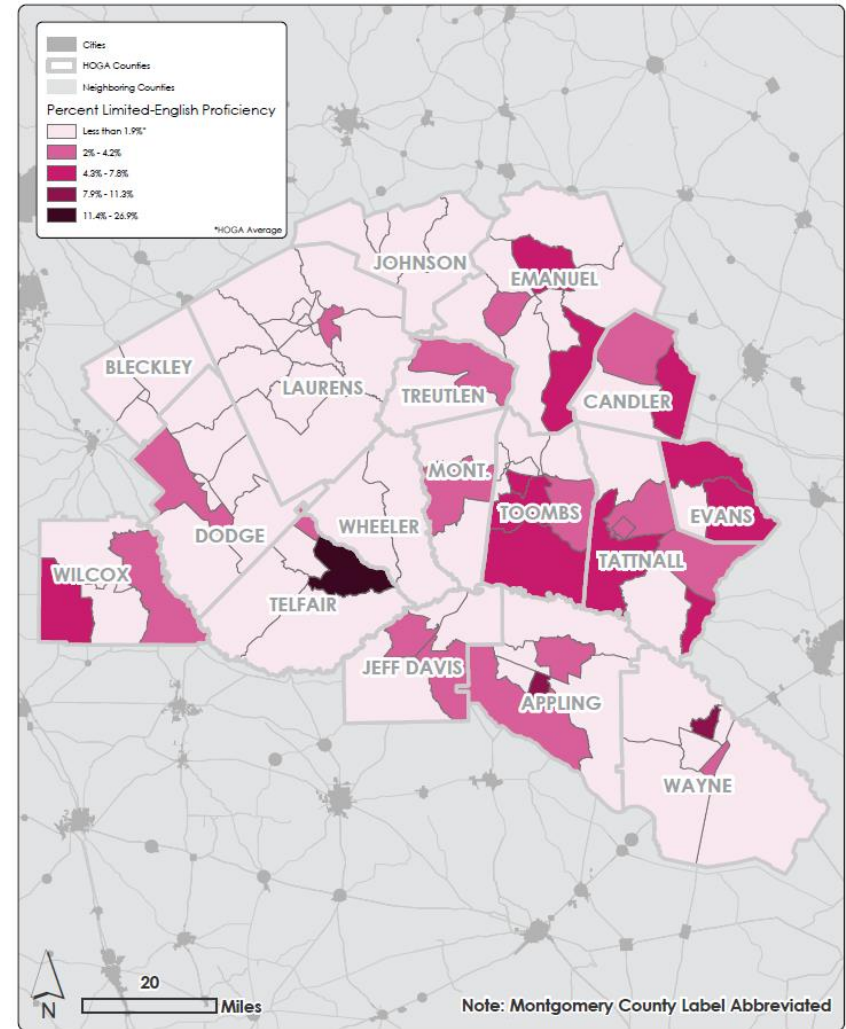 Cities
HOGA Counties
Neighboring Counties
Percent Limited-English Proficiency
Less than 1.9%*
2% - 4.2%
4.3% - 7.8%
7.9% - 11.3%
11.4% - 26.9%
*HOGA Average
JOHNSON
EMANUEL
BLECKLEY
LAURENS
TREUTLEN
CANDLER
MONT.
TOOMBS
EVANS
DODGE
WHEELER
TATTNALL
WILCOX
TELFAIR
JEFF DAVIS
APPLING
WAYNE
20
Miles
N
Note: Montgomery County Label Abbreviated